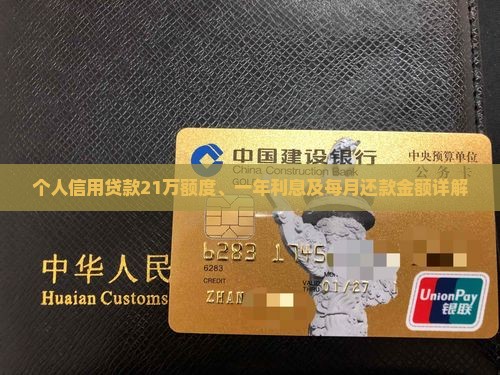 中国建设银行
China Construction Bank
中央预算单位
公务卡
个人信用贷款21万额度、一年利息及每月还款金额详解
中华人民
Huaian Customs
6283
6283
VALID
01/27
ZHAN
UnionPay
银联